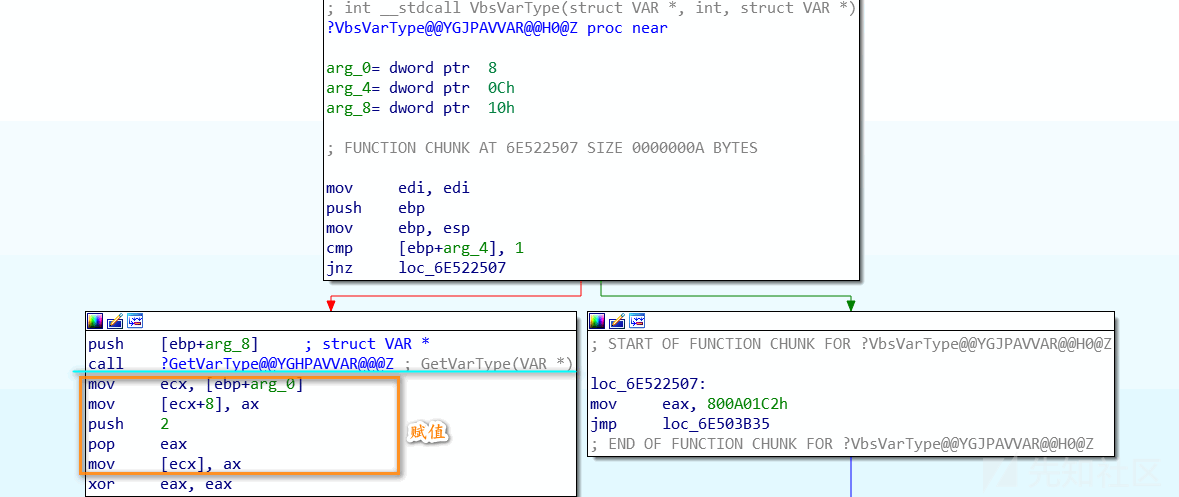 ; int __stdcall VbsVarType(struct VAR *, int, struct VAR *)
?VbsVarType@@YGJPAVVAR@@H0@Z proc near
arg_0= dword ptr  8
arg_4= dword ptr  0Ch
arg_8= dword ptr  10h
; FUNCTION CHUNK AT 6E522507 SIZE 0000000A BYTES
mov     edi, edi
push    ebp
mov     ebp, esp
cmp     [ebp+arg_4], 1
jnz     loc_6E522507
push    [ebp+arg_8]     ; struct VAR *
call    ?GetVarType@@YGHPAVVAR@@@Z ; GetVarType(VAR *)
mov     ecx, [ebp+arg_0]
mov     [ecx+8], ax
push    2
pop     eax
mov     [ecx], ax
xor     eax, eax
赋值
; START OF FUNCTION CHUNK FOR ?VbsVarType@@YGJPAVVAR@@H0@Z
loc_6E522507:
mov     eax, 800A01C2h
jmp     loc_6E503B35
; END OF FUNCTION CHUNK FOR ?VbsVarType@@YGJPAVVAR@@H0@Z
先知社区